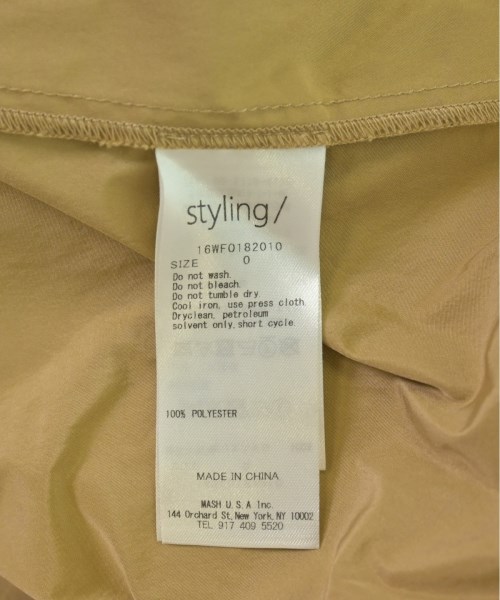 styling/
16WFO182010
SIZE 0
Do not wash.
Do not bleach.
Do not tumble dry.
Cool iron, use press cloth.
Dryclean, petroleum
solvent only, short cycle.
100% POLYESTER
MADE IN CHINA
MASH U.S.A Inc.
144 Orchard St, New York, NY 10002
TEL 917 409 5520